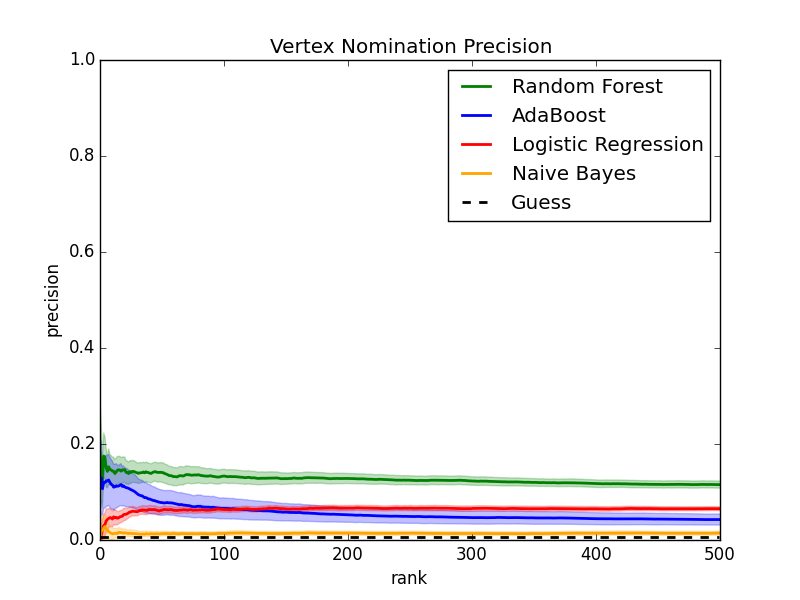 Vertex Nomination Precision
1.0
0.8
0.6
0.4
0.2
0.0
precision
Random Forest
AdaBoost
Logistic Regression
Naive Bayes
Guess
0 100 200 300 400 500
rank